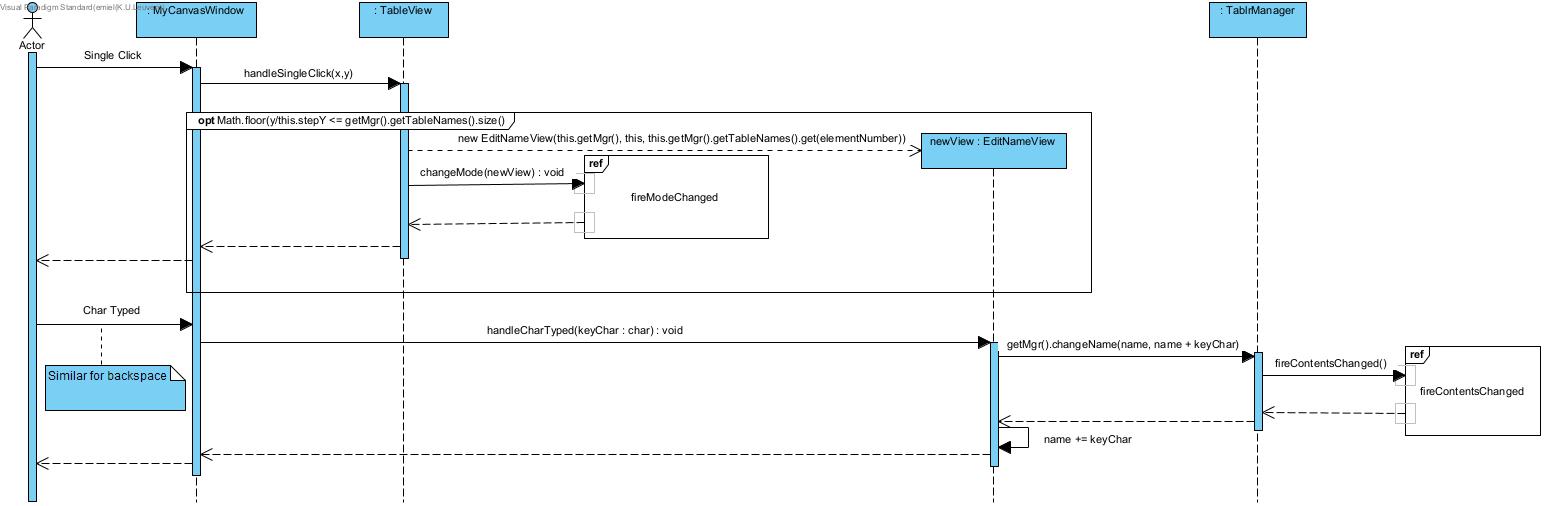 Visual Paradigm Standard(emiel(K.U.Leuven))
: MyCanvasWindow
: TableView
: TablrManager
Actor
Single Click
handleSingleClick(x,y)
opt Math.floor(y/this.stepY <= getMgr().getTableNames().size()
new EditNameView(this.getMgr(), this, this.getMgr().getTableNames().get(elementNumber))
newView : EditNameView
ref
changeMode(newView) : void
fireModeChanged
Char Typed
handleCharTyped(keyChar : char) : void
getMgr().changeName(name, name + keyChar)
ref
fireContentsChanged()
Similar for backspace
fireContentsChanged
name += keyChar